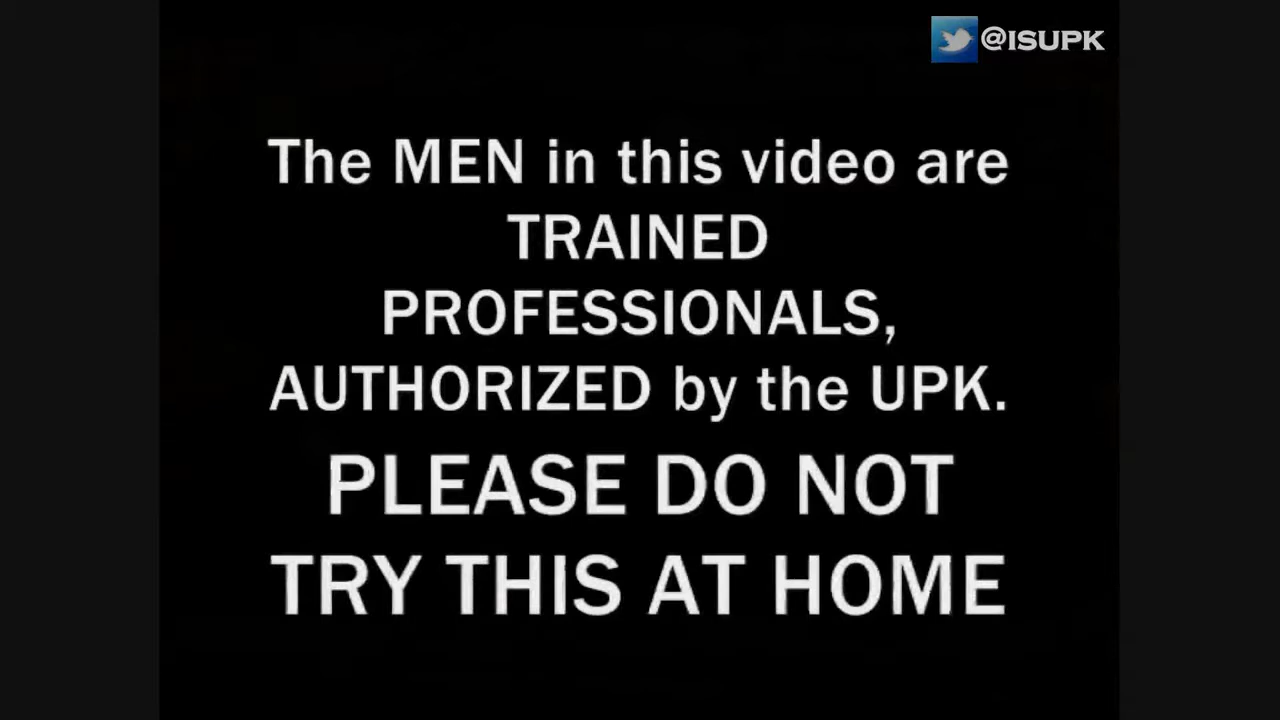 @ISUPK
The MEN in this video are
TRAINED
PROFESSIONALS,
AUTHORIZED by the UPK.
PLEASE DO NOT
TRY THIS AT HOME